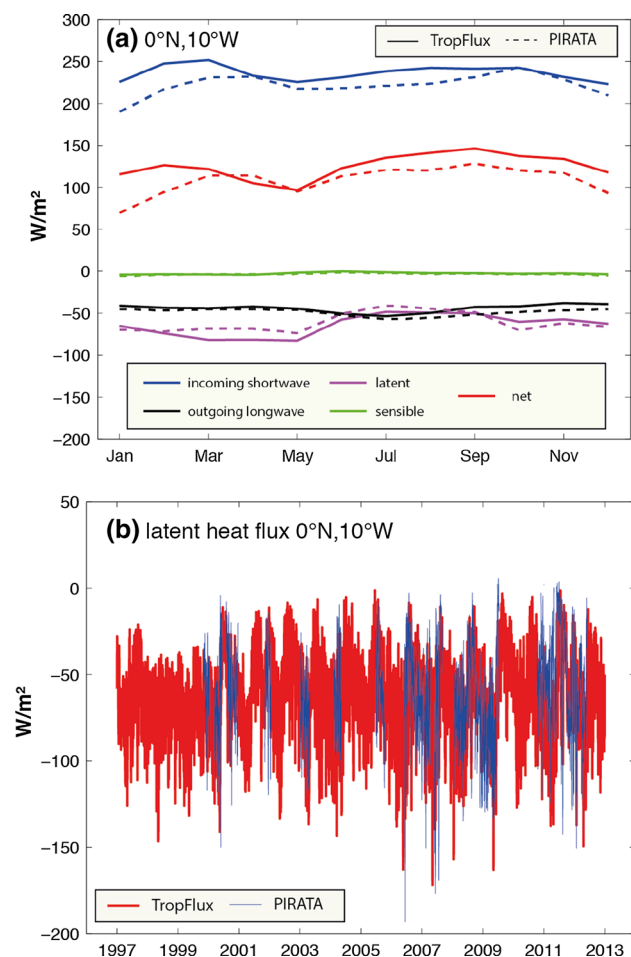 (a) 0°N,10°W
TropFlux PIRATA
300
250
200
150
100
50
0
−50
−100
−150
−200
W/m²
incoming shortwave latent net
outgoing longwave sensible
Jan Mar May Jul Sep Nov
(b) latent heat flux 0°N,10°W
50
0
−50
−100
−150
−200
W/m²
TropFlux PIRATA
1997 1999 2001 2003 2005 2007 2009 2011 2013